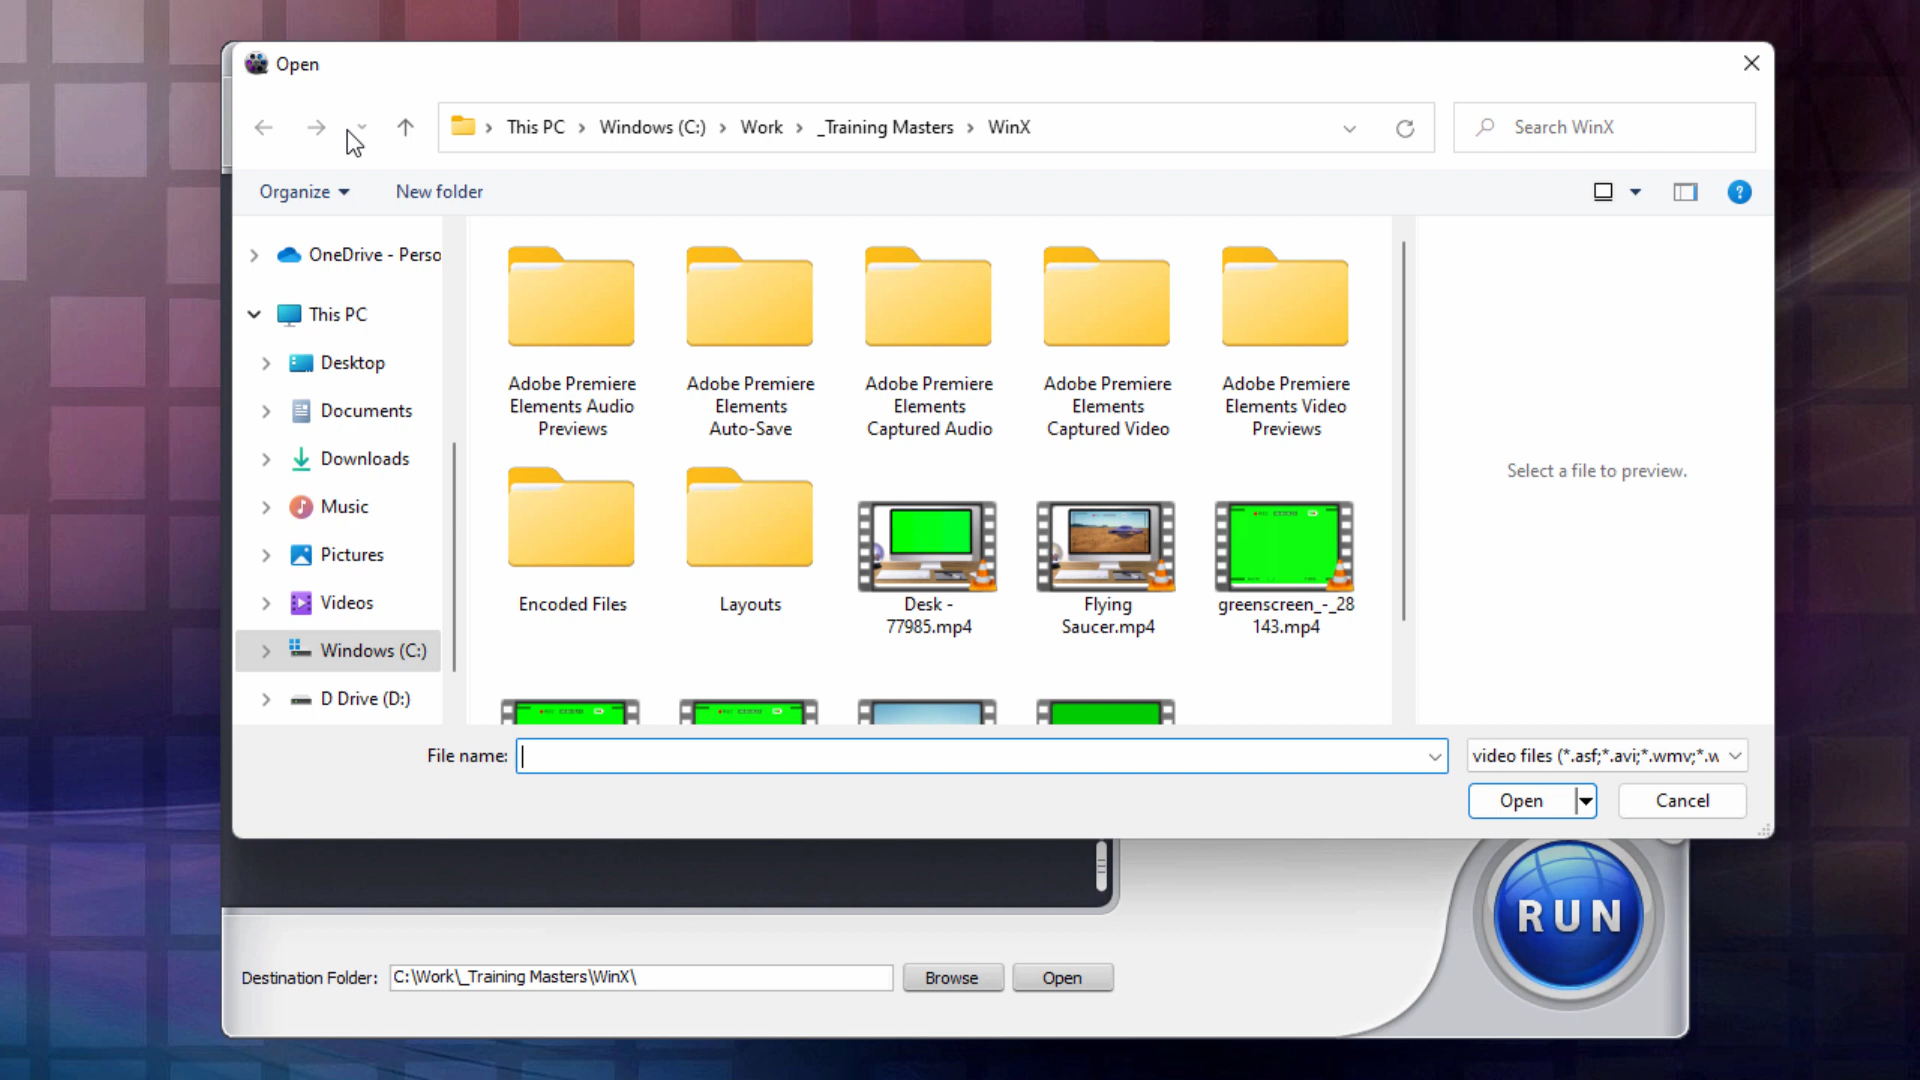 Open
This PC
Windows (C:)
Work
_Training Masters
WinX
Search WinX
Organize
New folder
OneDrive - Perso
This PC
Desktop
Documents
Downloads
Music
Pictures
Videos
Windows (C:)
D Drive (D:)
Adobe Premiere
Elements Audio
Previews
Adobe Premiere
Elements
Auto-Save
Adobe Premiere
Elements
Captured Audio
Adobe Premiere
Elements
Captured Video
Adobe Premiere
Elements Video
Previews
Encoded Files
Layouts
Desk -
77985.mp4
Flying
Saucer.mp4
greenscreen_-_28
143.mp4
Select a file to preview.
File name:
video files (*.asf;*.avi;*.wmv;*.w
Open
Cancel
RUN
Destination Folder:
C:\Work\_Training Masters\WinX\
Browse
Open